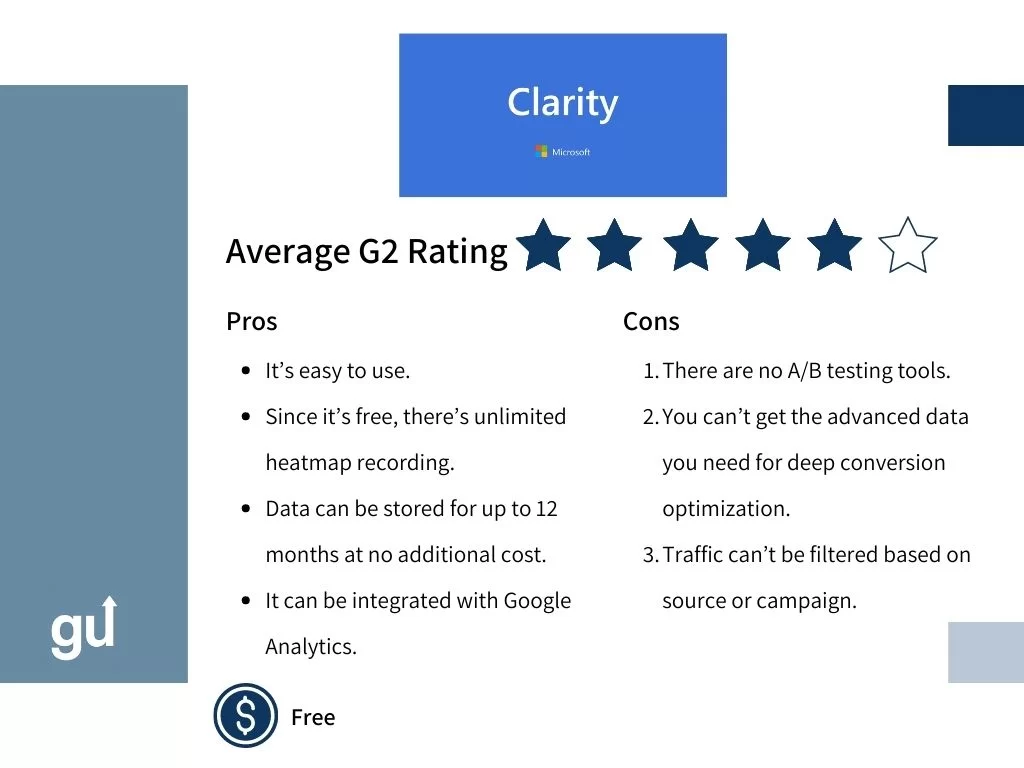 Clarity
Microsoft
Average G2 Rating
Pros
• It’s easy to use.
• Since it’s free, there’s unlimited
heatmap recording.
• Data can be stored for up to 12
months at no additional cost.
• It can be integrated with Google
Analytics.
Cons
1. There are no A/B testing tools.
2. You can’t get the advanced data
you need for deep conversion
optimization.
3. Traffic can’t be filtered based on
source or campaign.
gu
$ Free